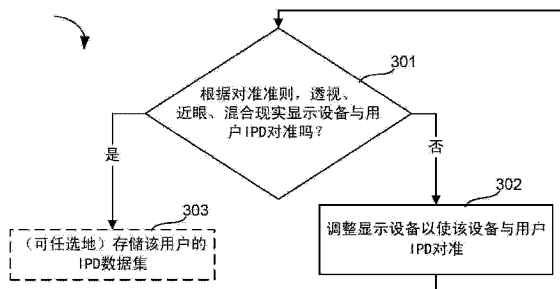 301
根据对准准则，透视、
近眼、混合现实显示设备与用
户IPD对准吗？
是
否
303
（可任选地）存储该用户的
IPD数据集
302
调整显示设备以使该设备与用户
IPD对准